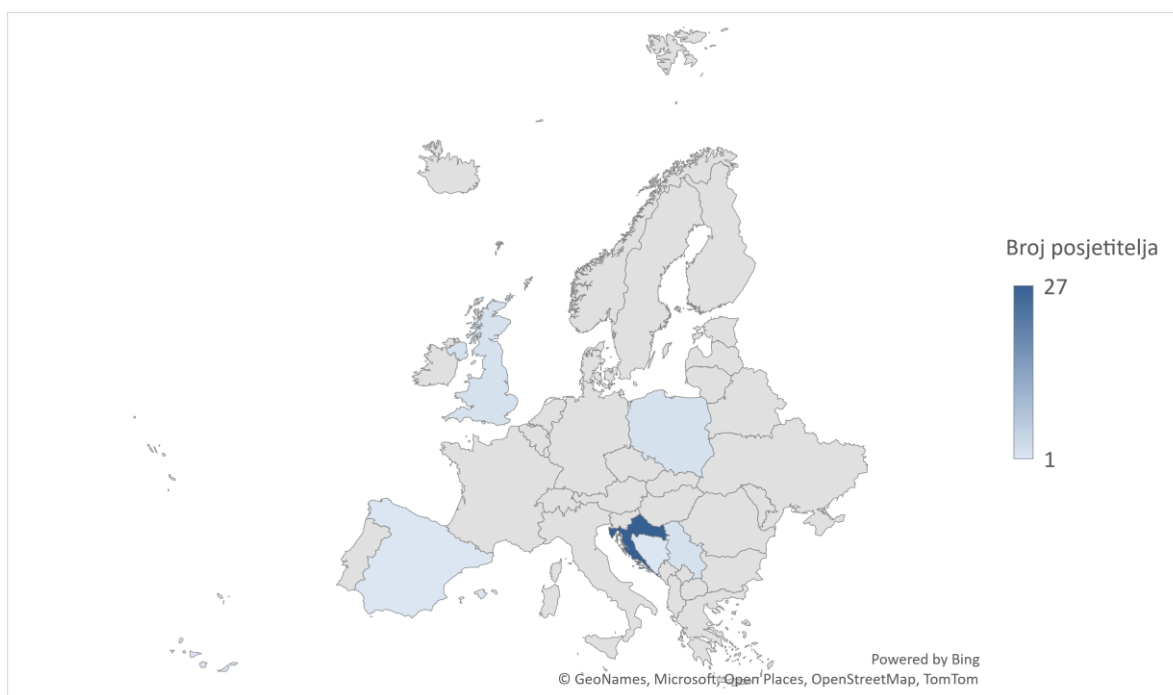 Broj posjetitelja
27
1
Powered by Bing
© GeoNames, Microsoft, Open Places, OpenStreetMap, TomTom